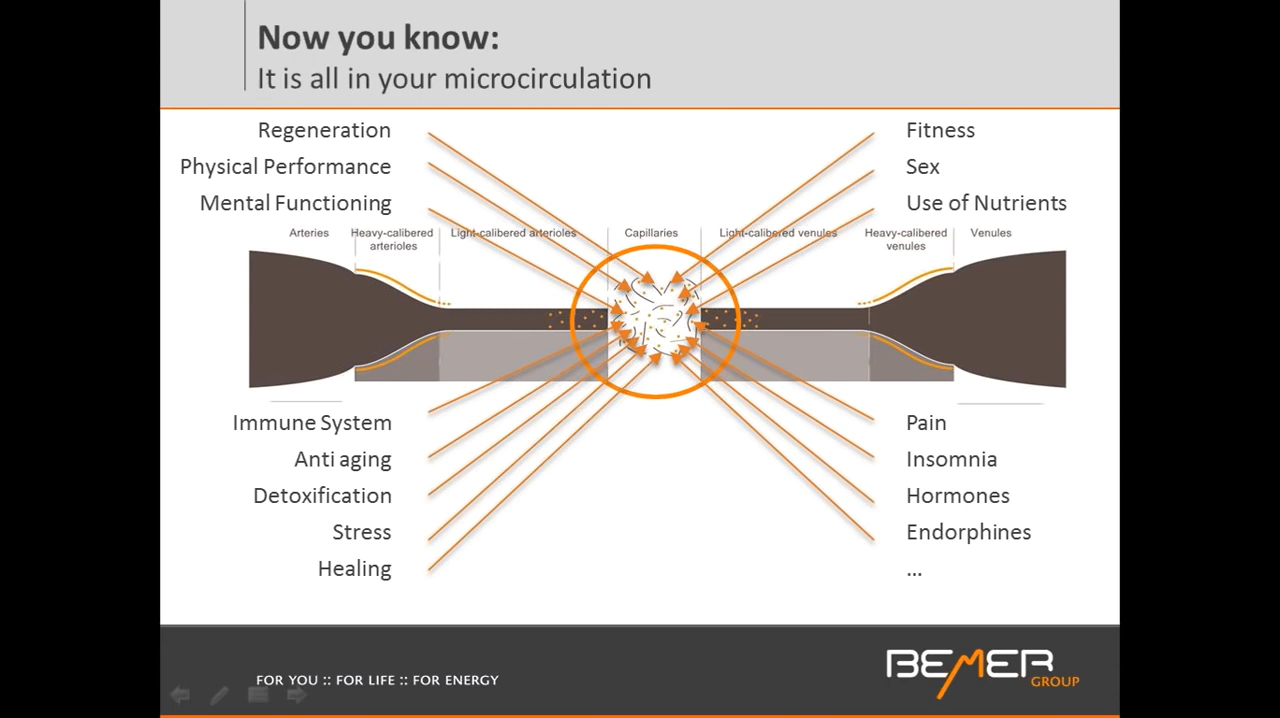 Now you know:
It is all in your microcirculation
Regeneration
Physical Performance
Mental Functioning
Fitness
Sex
Use of Nutrients
Arteries
Heavy-calibered
arterioles
Light-calibered arterioles
Capillaries
Light-calibered venules
Heavy-calibered
venules
Venules
Immune System
Anti aging
Detoxification
Stress
Healing
Pain
Insomnia
Hormones
Endorphines
...
FOR YOU :: FOR LIFE :: FOR ENERGY
BEMER
GROUP